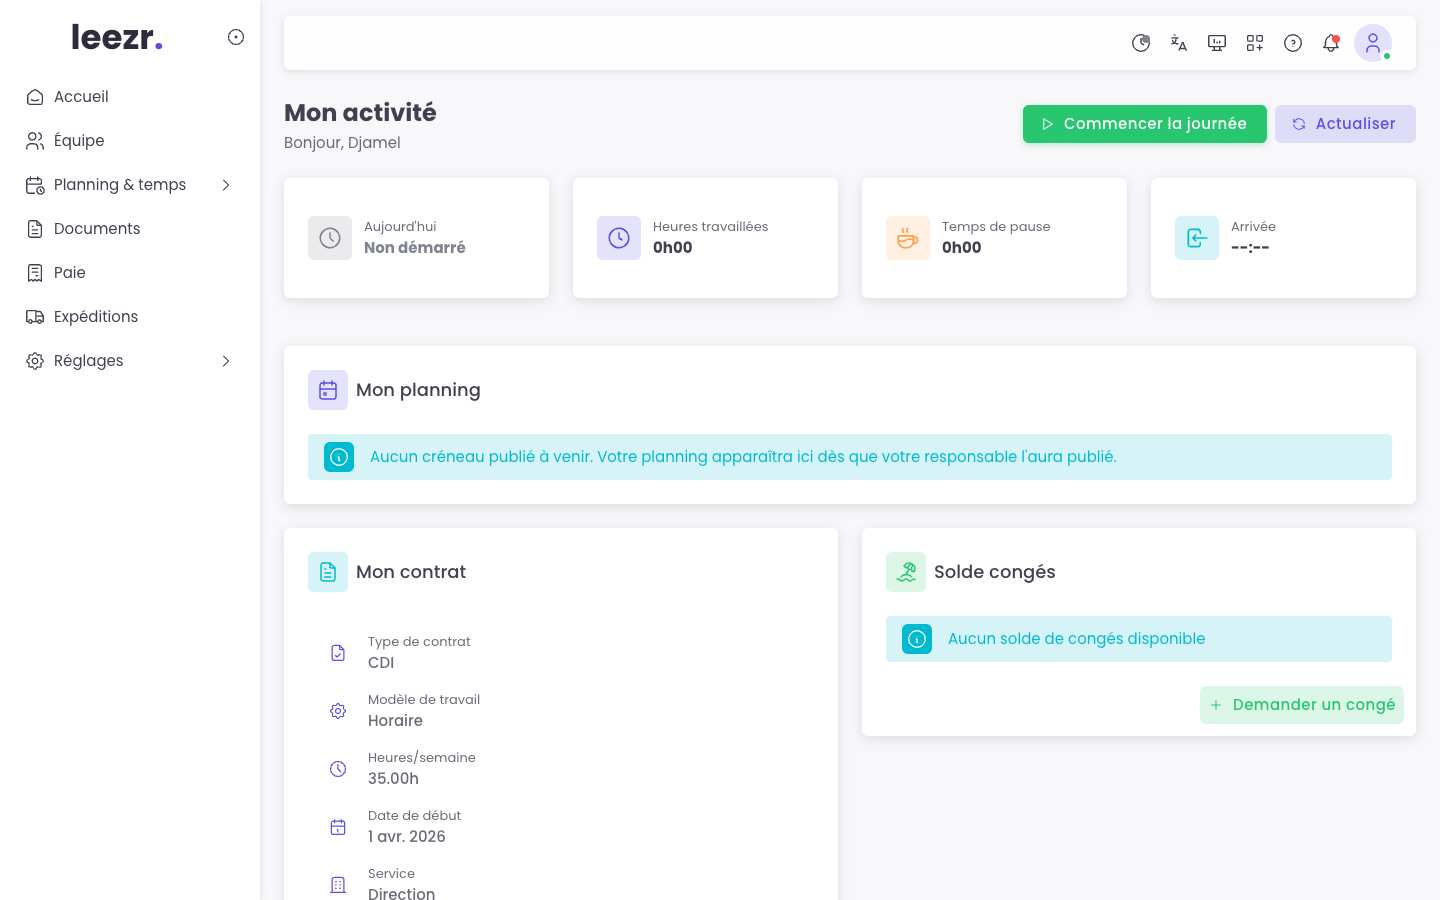 leezr.
Accueil
Équipe
Planning & temps
Documents
Paie
Expéditions
Réglages
Mon activité
Bonjour, Djamel
Commencer la journée
Actualiser
Aujourd'hui
Non démarré
Heures travaillées
0h00
Temps de pause
0h00
Arrivée
--:--
Mon planning
Aucun créneau publié à venir. Votre planning apparaîtra ici dès que votre responsable l'aura publié.
Mon contrat
Type de contrat
CDI
Modèle de travail
Horaire
Heures/semaine
35.00h
Date de début
1 avr. 2026
Service
Direction
Solde congés
Aucun solde de congés disponible
Demander un congé